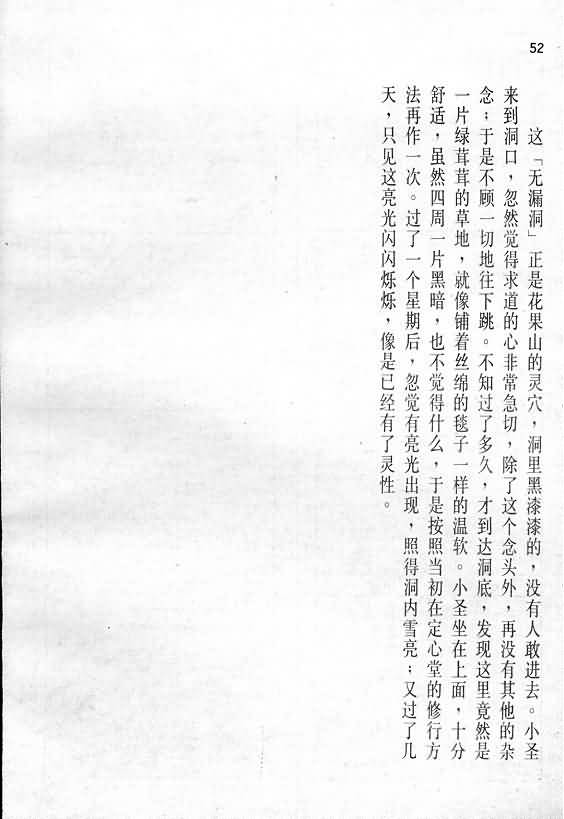 52
这「无漏洞」正是花果山的灵穴，洞里黑漆漆的，没有人敢进去。小圣
来到洞口，忽然觉得求道的心非常急切，除了这个念头外，再没有其他的杂
念；于是不顾一切地往下跳。不知过了多久，才到达洞底，发现这里竟然是
一片绿茸茸的草地，就像铺着丝绵的毯子一样的温软。小圣坐在上面，十分
舒适，虽然四周一片黑暗，也不觉得什么，于是按照当初在定心堂的修行方
法再作一次。过了一个星期后，忽觉有亮光出现，照得洞内雪亮；又过了几
天，只见这亮光闪闪烁烁，像是已经有了灵性。